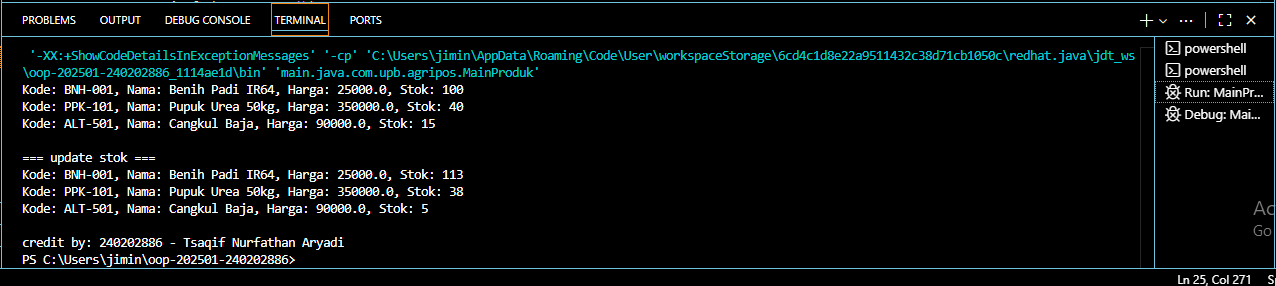 PROBLEMS OUTPUT DEBUG CONSOLE TERMINAL PORTS
'-XX:+ShowCodeDetailsInExceptionMessages' '-cp' 'C:\Users\jimin\AppData\Roaming\Code\User\workspaceStorage\6cd4c1d8e22a9511432c38d71cb1050c\redhat.java\jdt_ws
\oop-202501-240202886_1114ae1d\bin' 'main.java.com.upb.agripos.MainProduk'
Kode: BNH-001, Nama: Benih Padi IR64, Harga: 25000.0, Stok: 100
Kode: PPK-101, Nama: Pupuk Urea 50kg, Harga: 350000.0, Stok: 40
Kode: ALT-501, Nama: Cangkul Baja, Harga: 90000.0, Stok: 15
=== update stok ===
Kode: BNH-001, Nama: Benih Padi IR64, Harga: 25000.0, Stok: 113
Kode: PPK-101, Nama: Pupuk Urea 50kg, Harga: 350000.0, Stok: 38
Kode: ALT-501, Nama: Cangkul Baja, Harga: 90000.0, Stok: 5
credit by: 240202886 - Tsaqif Nurfathan Aryadi
PS C:\Users\jimin\oop-202501-240202886>
powershell
powershell
Run: MainPr...
Debug: Mai...
Go
Ln 25, Col 271